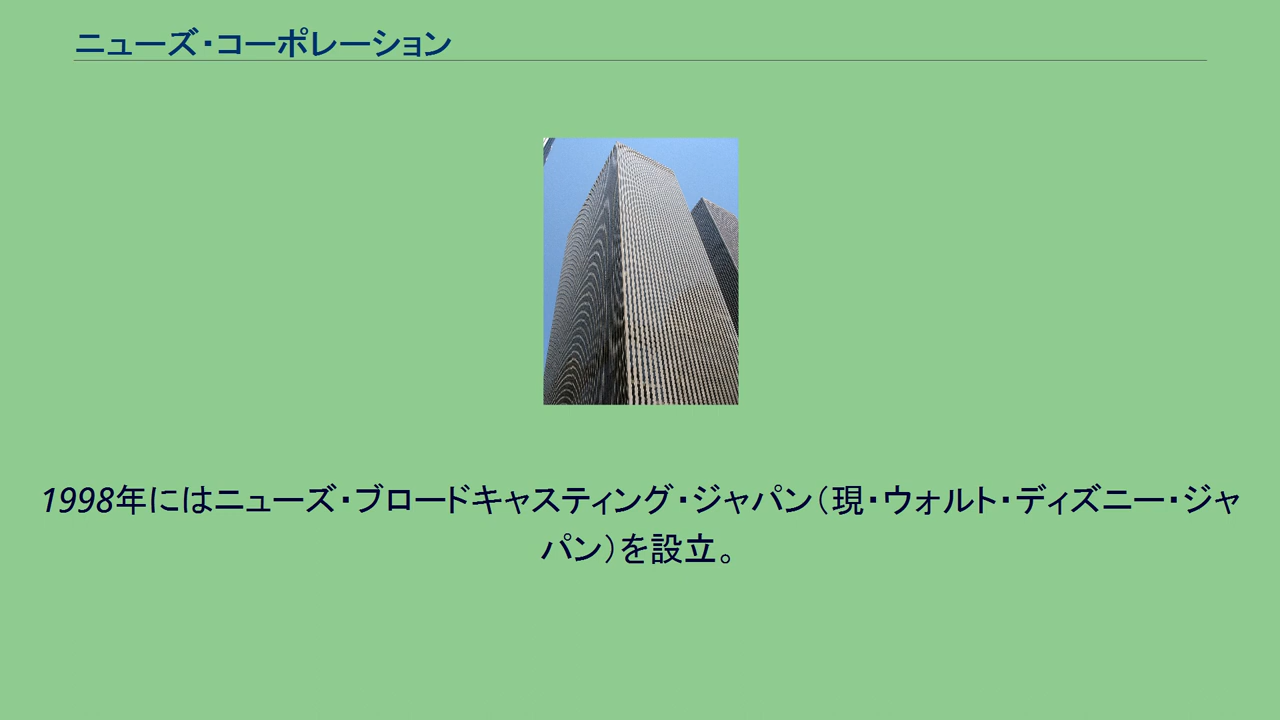 ニューズ・コーポレーション
1998年にはニューズ・ブロードキャスティング・ジャパン（現・ウォルト・ディズニー・ジャ
パン）を設立。